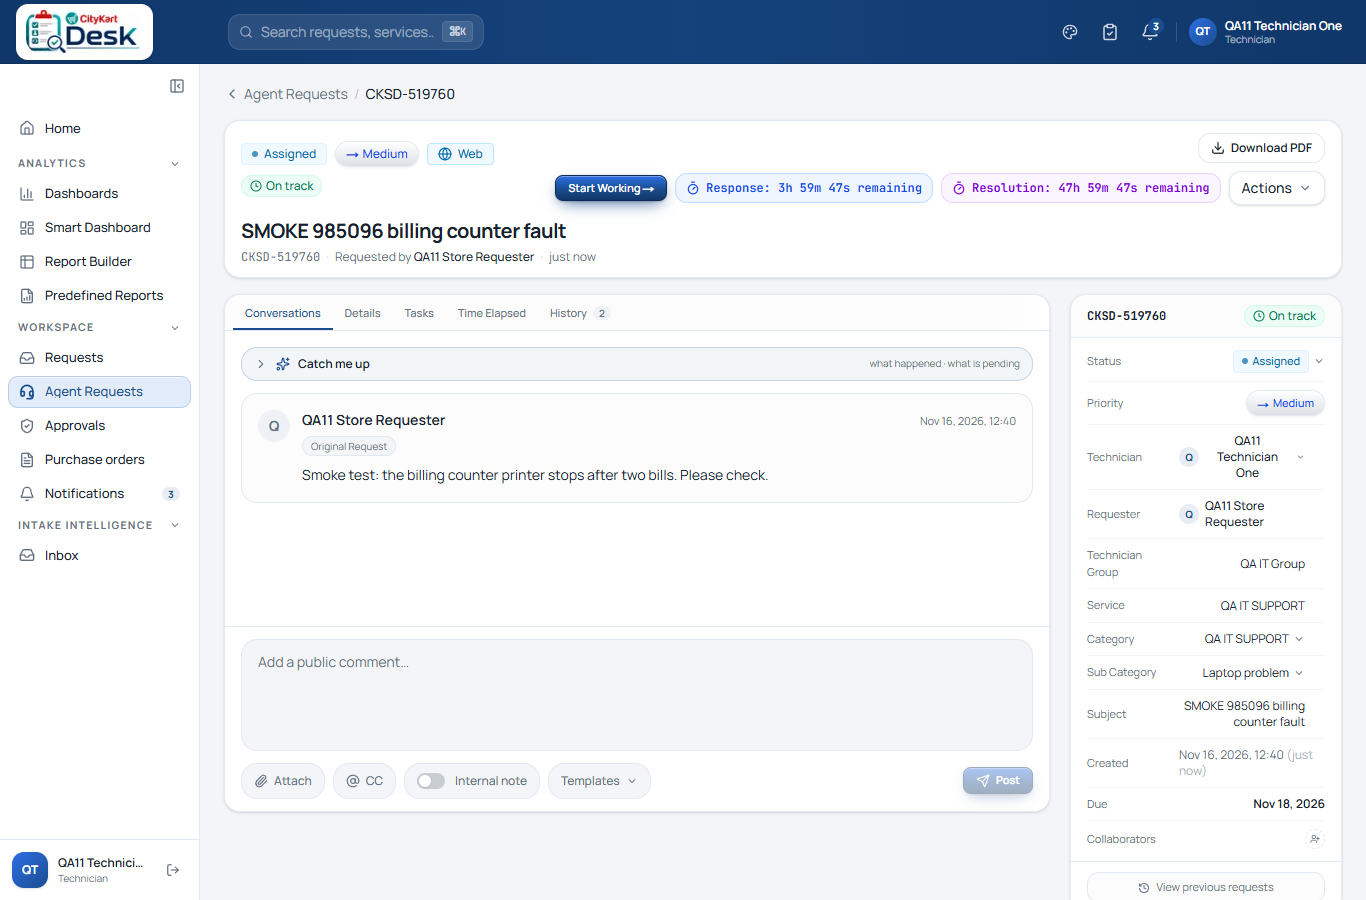 CityKart
Desk
Search requests, services..
⌘K
3
QT
QA11 Technician One
Technician
Home
ANALYTICS
Dashboards
Smart Dashboard
Report Builder
Predefined Reports
WORKSPACE
Requests
Agent Requests
Approvals
Purchase orders
Notifications
3
INTAKE INTELLIGENCE
Inbox
QT
QA11 Technici...
Technician
Agent Requests / CKSD-519760
Assigned
→ Medium
Web
Download PDF
On track
Start Working→
Response: 3h 59m 47s remaining
Resolution: 47h 59m 47s remaining
Actions
SMOKE 985096 billing counter fault
CKSD-519760 · Requested by QA11 Store Requester · just now
Conversations
Details
Tasks
Time Elapsed
History 2
Catch me up
what happened · what is pending
Q
QA11 Store Requester
Nov 16, 2026, 12:40
Original Request
Smoke test: the billing counter printer stops after two bills. Please check.
Add a public comment...
Attach
CC
Internal note
Templates
Post
CKSD-519760
On track
Status
Assigned
Priority
→ Medium
Technician
Q
QA11
Technician
One
Requester
Q
QA11 Store
Requester
Technician
Group
QA IT Group
Service
QA IT SUPPORT
Category
QA IT SUPPORT
Sub Category
Laptop problem
Subject
SMOKE 985096 billing
counter fault
Created
Nov 16, 2026, 12:40 (just
now)
Due
Nov 18, 2026
Collaborators
View previous requests